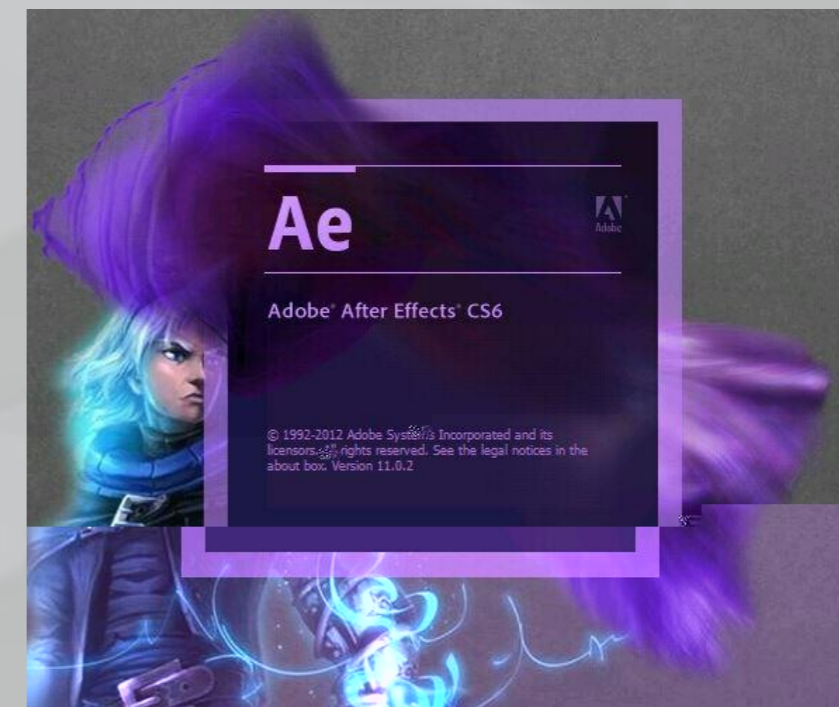 Ae
Adobe
Adobe® After Effects® CS6
© 1992-2012 Adobe Systems Incorporated and its
licensors. All rights reserved. See the legal notices in the
about box. Version 11.0.2